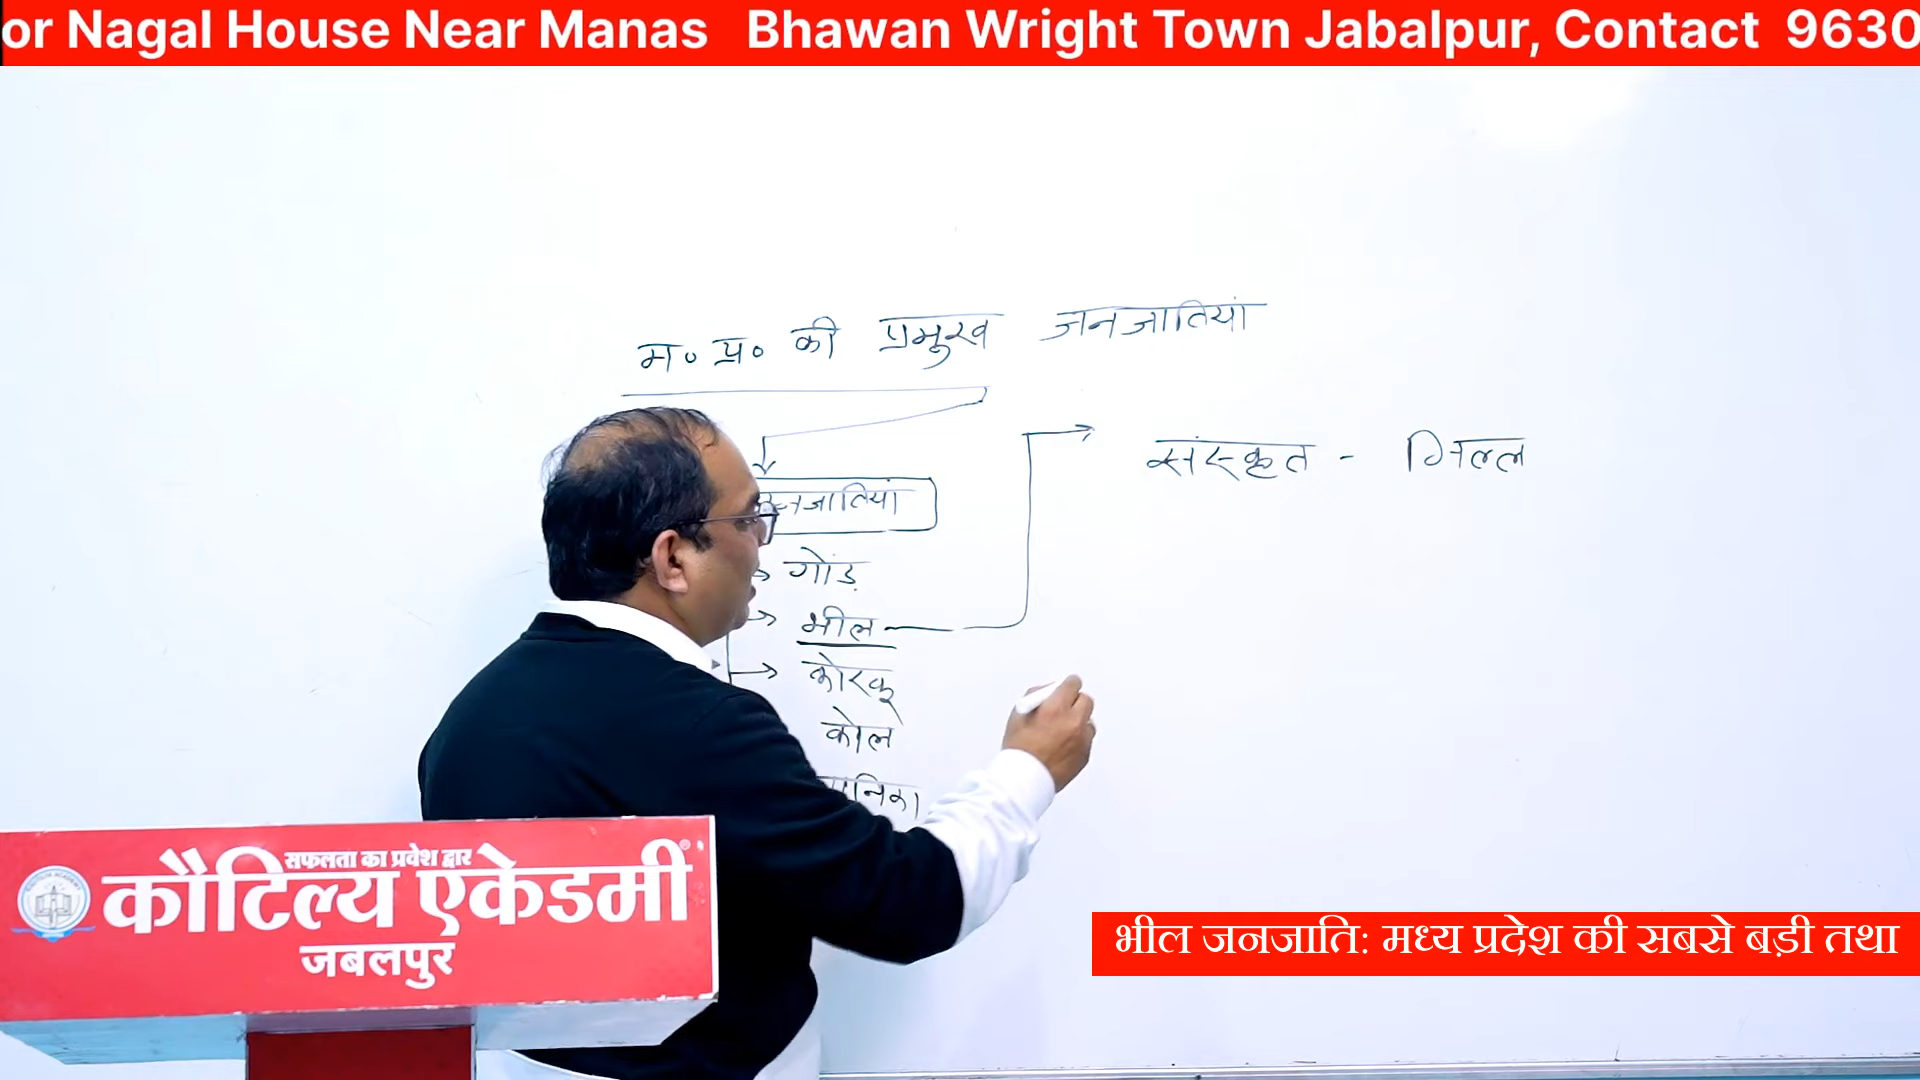 or Nagal House Near Manas Bhawan Wright Town Jabalpur, Contact 9630
म० प्र० की प्रमुख जनजातियां
जनजातियां
गोंड
भील
कोरकू
कोल
संस्कृत - भिल्ल
सफलता का प्रवेश द्वार
कौटिल्य एकेडमी
जबलपुर
भील जनजाति: मध्य प्रदेश की सबसे बड़ी तथा